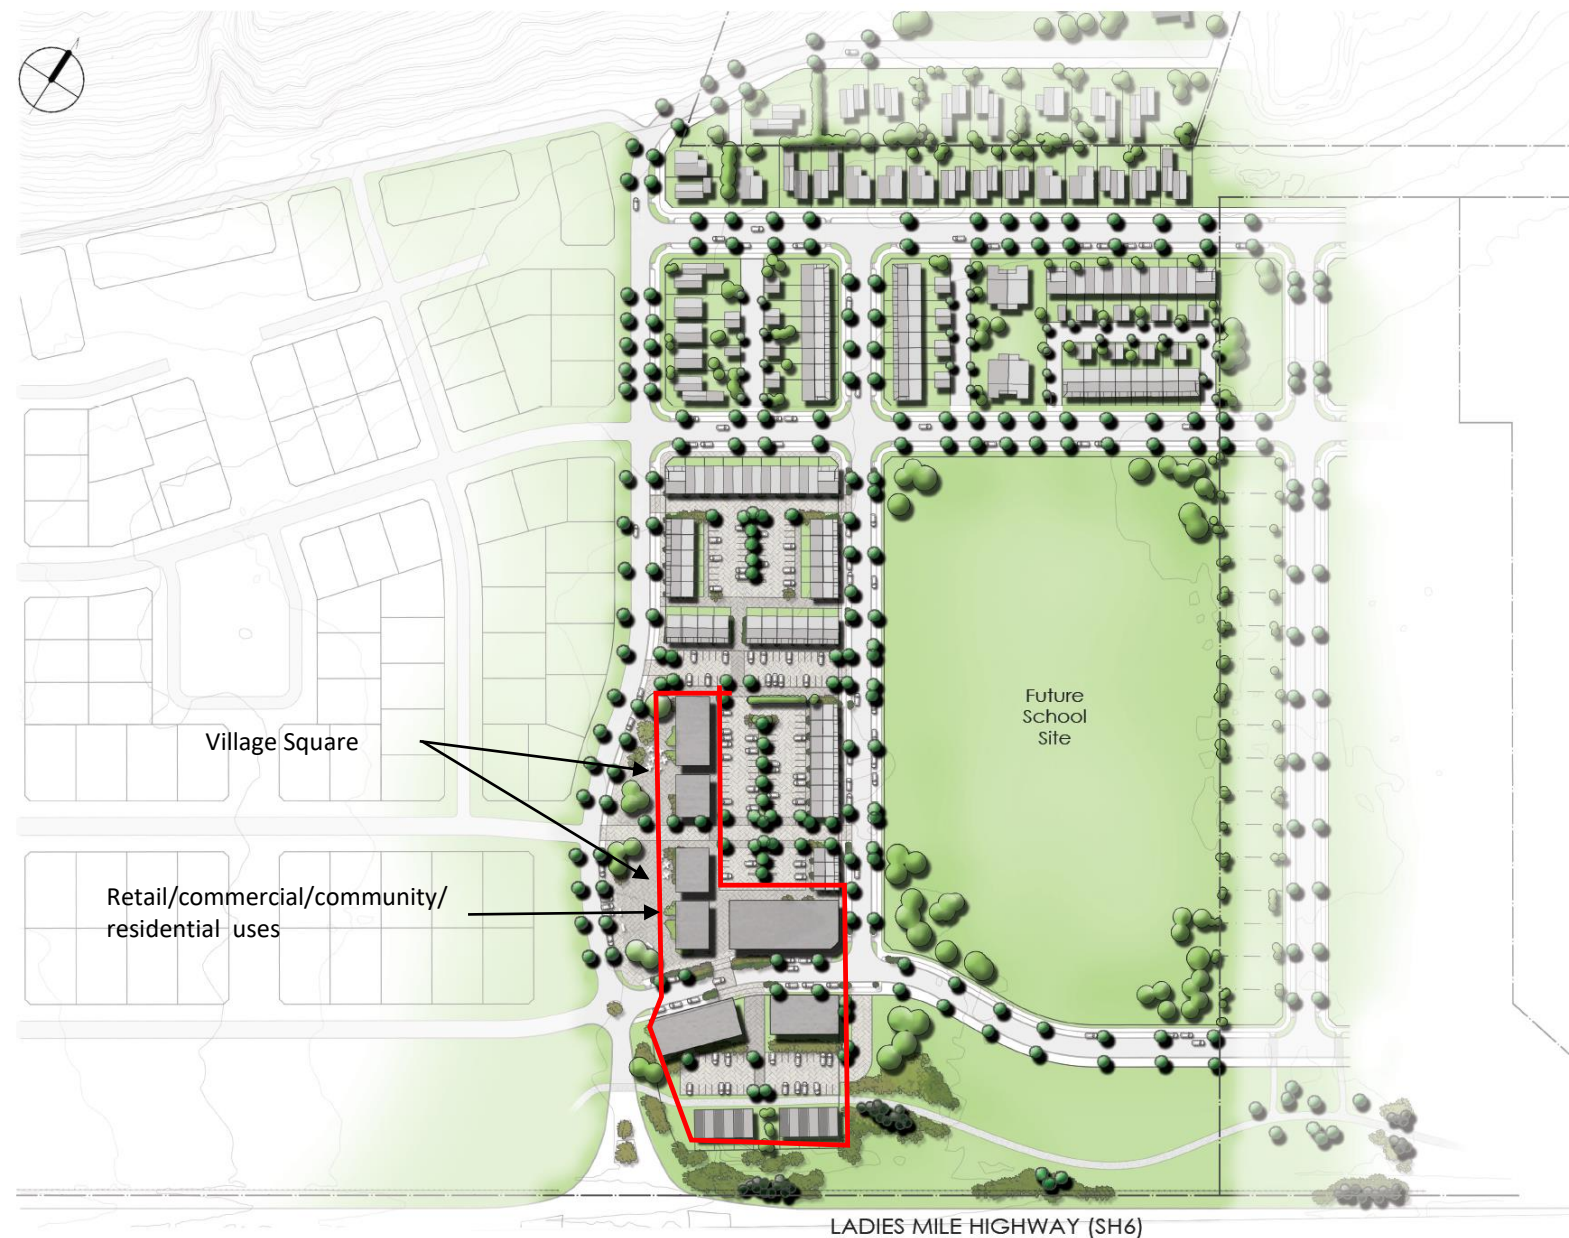 Future
School
Site
Village Square
Retail/commercial/community/
residential uses
LADIES MILE HIGHWAY (SH6)